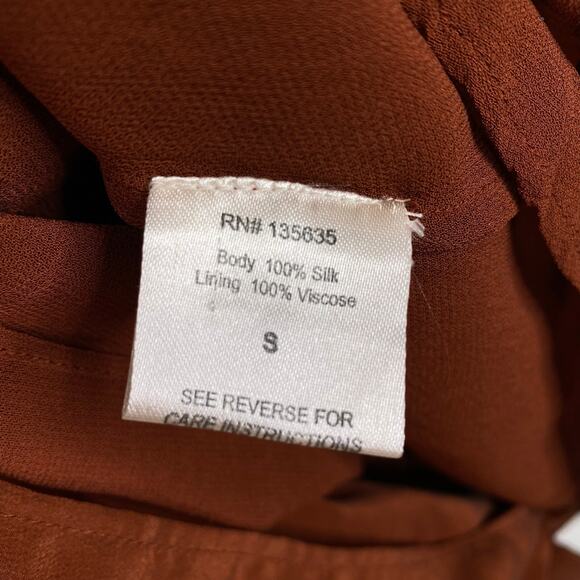 RN# 135635
Body 100% Silk
Lining 100% Viscose
S
SEE REVERSE FOR
CARE INSTRUCTIONS